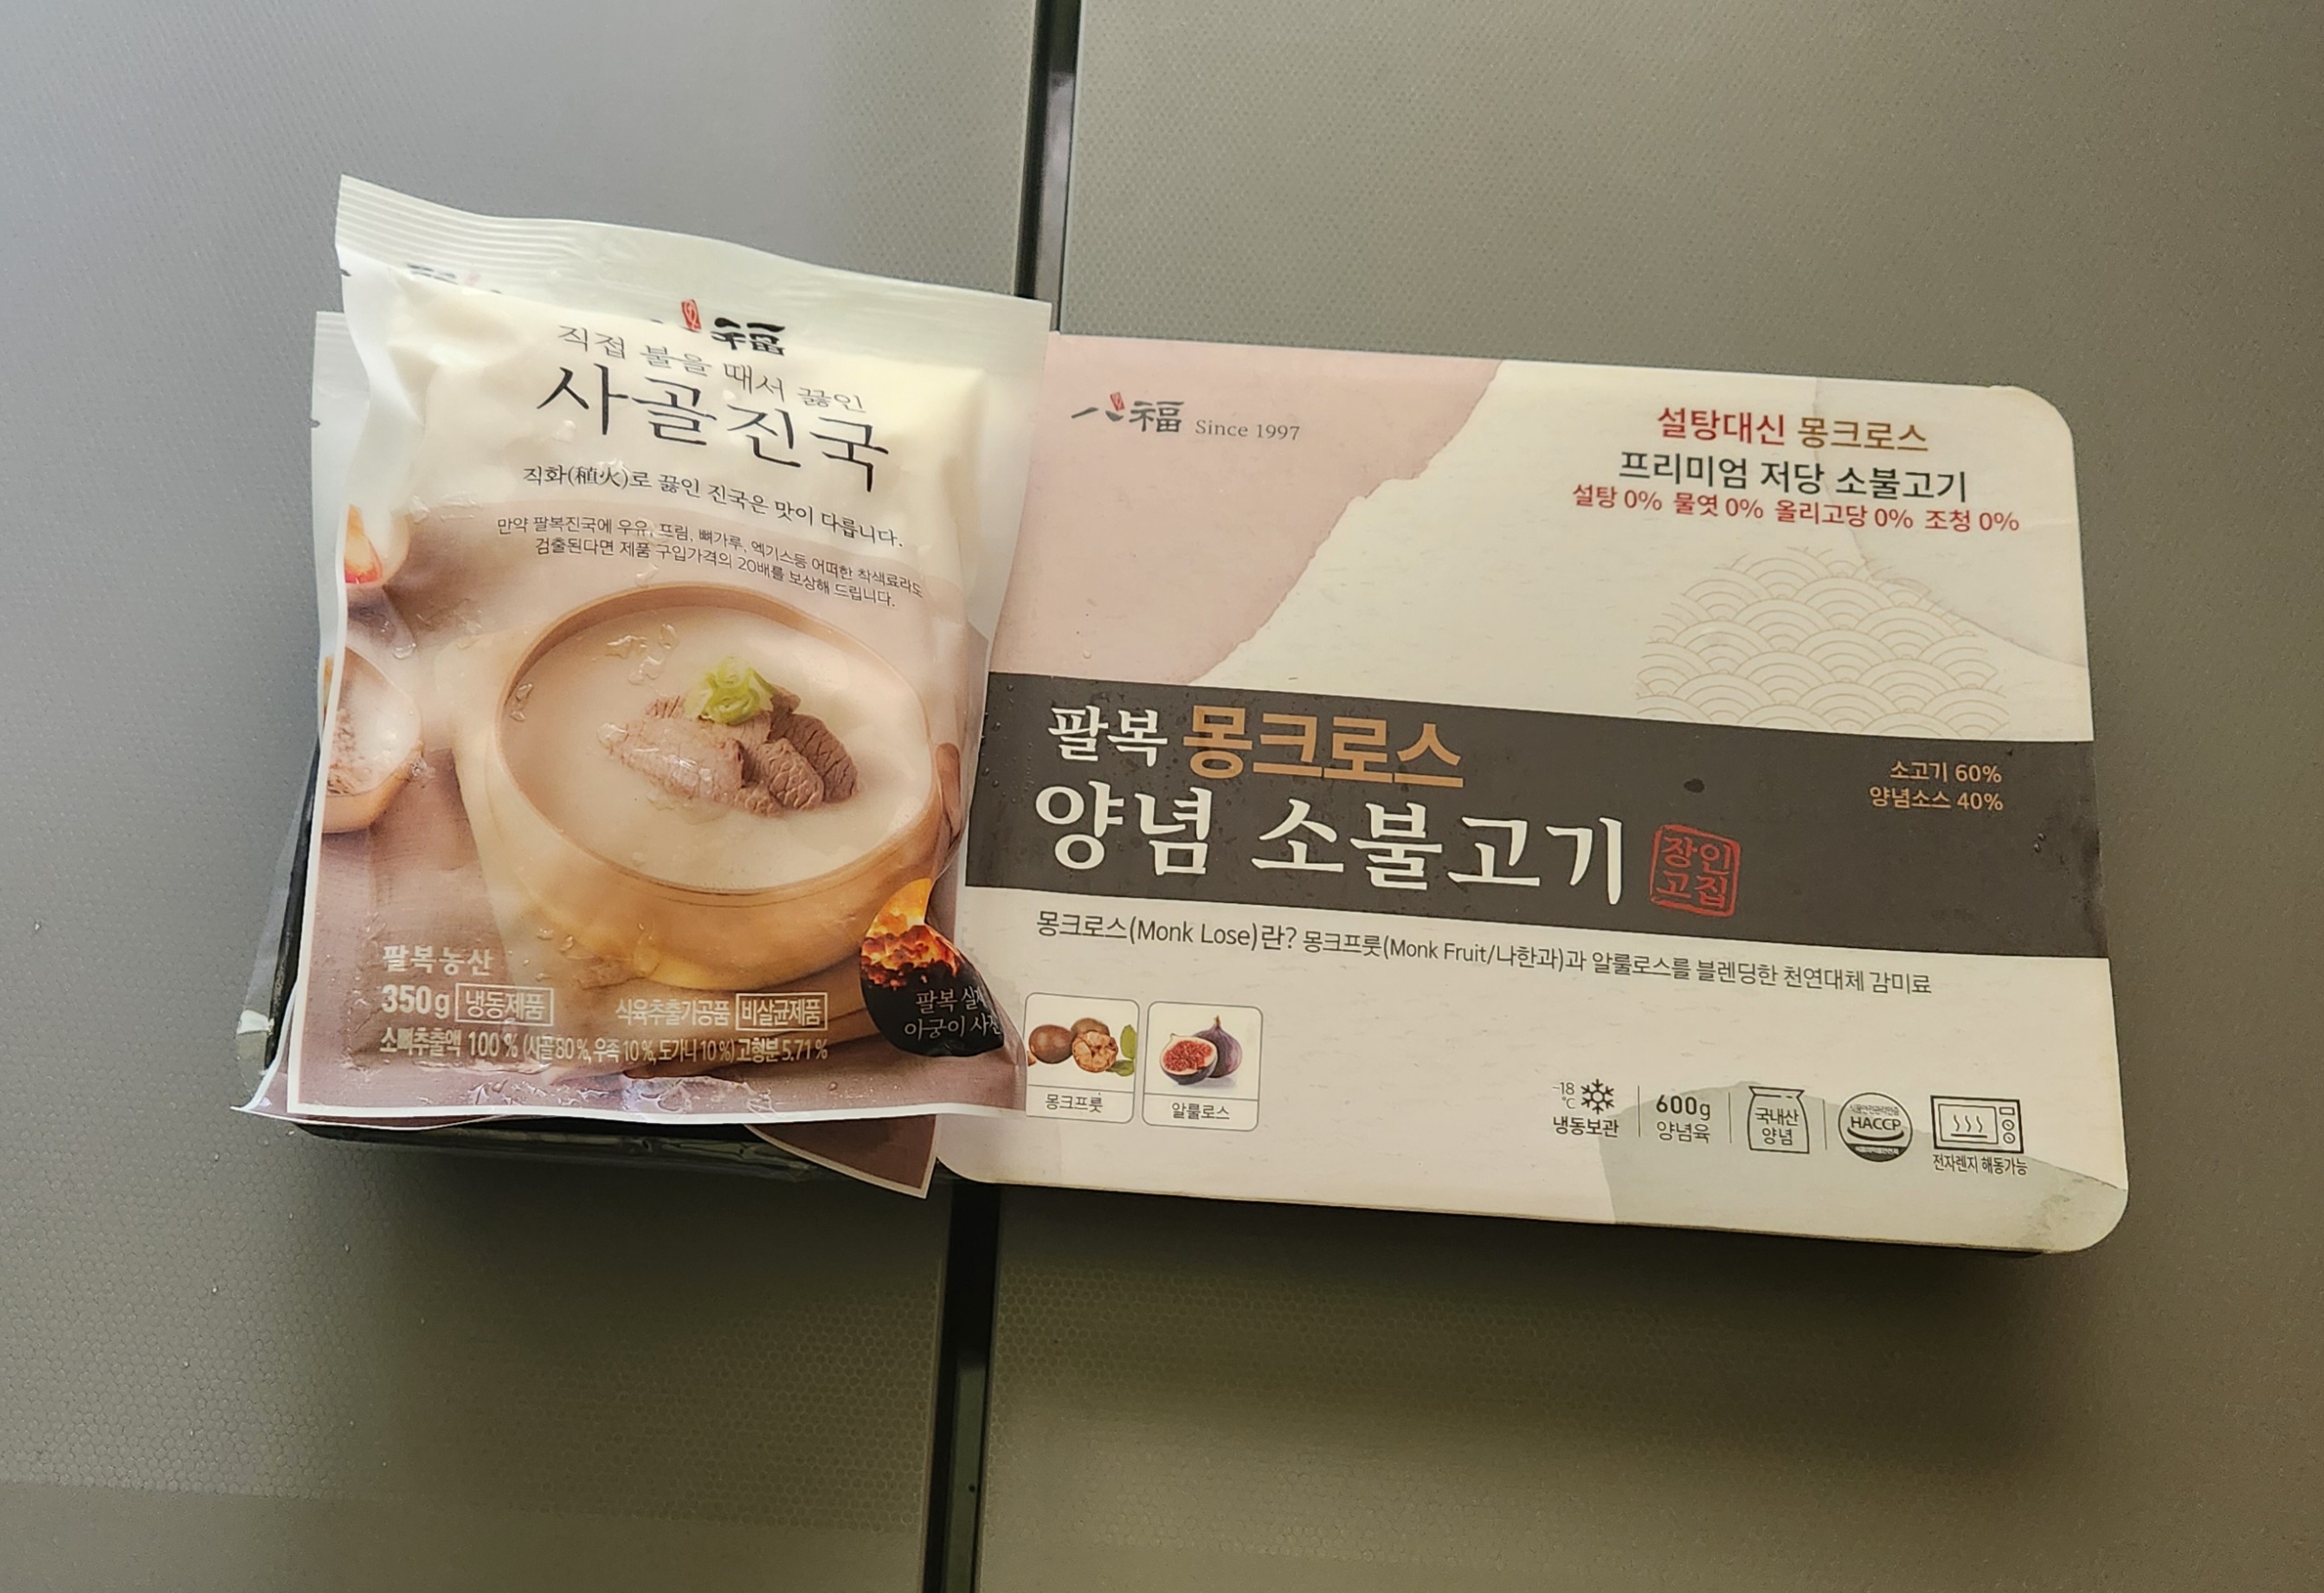 福
직접 불을 때서 끓인
사골진국
직화(稙火)로 끓인 진국은 맛이 다릅니다.
만약 팔복진국에 우유, 프림, 뼈가루, 엑기스등 어떠한 착색료라도
검출된다면 제품 구입가격의 20배를 보상해 드립니다.
팔복
아궁이
팔복농산
350g 냉동제품 식육추출가공품 비살균제품
소뼈추출액 100% (사골80%, 우족10%, 도가니10%) 고형분5.71%
八福 Since 1997
설탕대신 몽크로스
프리미엄 저당 소불고기
설탕 0% 물엿 0% 올리고당 0% 조청 0%
팔복 몽크로스
양념 소불고기
장인
고집
소고기 60%
양념소스 40%
몽크로스(Monk Lose)란? 몽크프룻(Monk Fruit/나한과)과 알룰로스를 블렌딩한 천연대체 감미료
몽크프룻
알룰로스
-18℃
냉동보관
600g
양념육
국내산
양념
HACCP
전자렌지 해동가능